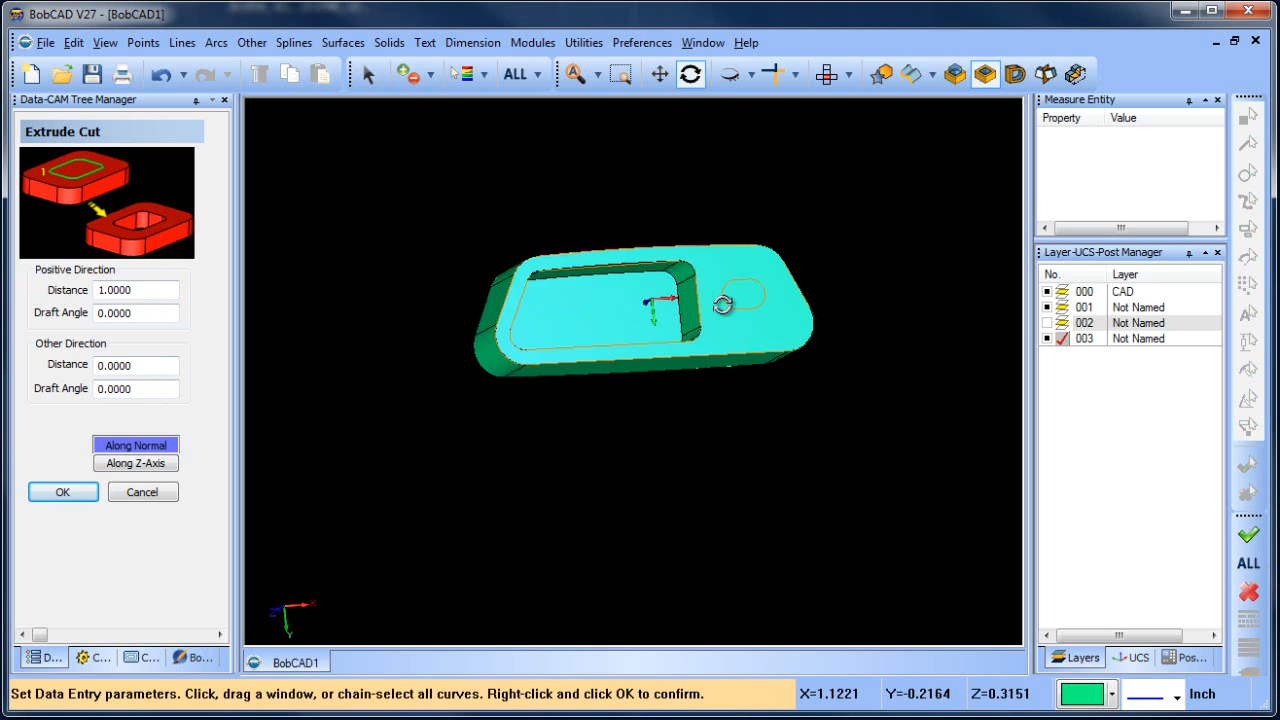 BobCAD V27 - [BobCAD1]
File Edit View Points Lines Arcs Other Splines Surfaces Solids Text Dimension Modules Utilities Preferences Window Help
ALL
Data-CAM Tree Manager
Extrude Cut
1
Positive Direction
Distance 1.0000
Draft Angle 0.0000
Other Direction
Distance 0.0000
Draft Angle 0.0000
Along Normal
Along Z-Axis
OK Cancel
D... C... C... Bo...
X
Z
Y
BobCAD1
Measure Entity
Property Value
Layer-UCS-Post Manager
No. Layer
000 CAD
001 Not Named
002 Not Named
003 Not Named
Layers UCS Pos...
ALL
Set Data Entry parameters. Click, drag a window, or chain-select all curves. Right-click and click OK to confirm.
X=1.1221 Y=-0.2164 Z=0.3151 Inch